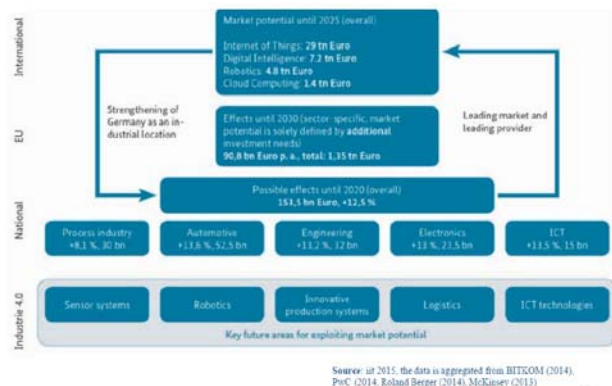 International
Market potential until 2025 (overall)
Internet of Things: 29 tn Euro
Digital Intelligence: 7.2 tn Euro
Robotics: 4.8 tn Euro
Cloud Computing: 1.4 tn Euro
Strengthening of
Germany as an in-
dustrial location
Leading market and
leading provider
EU
Effects until 2030 (sector-specific, market
potential is solely defined by additional
investment needs)
90,8 bn Euro p. a., total: 1,35 tn Euro
National
Possible effects until 2020 (overall)
153,5 bn Euro, +12,5 %
Process industry
+8,1 %, 30 bn
Automotive
+13,6 %, 52,5 bn
Engineering
+13,2 %, 32 bn
Electronics
+13 %, 23,5 bn
ICT
+13,5 %, 15 bn
Industrie 4.0
Sensor systems
Robotics
Innovative
production systems
Logistics
ICT technologies
Key future areas for exploiting market potential
Source: iit 2015, the data is aggregated from BITKOM (2014),
PwC (2014, Roland Berger (2014), McKinsey (2013)